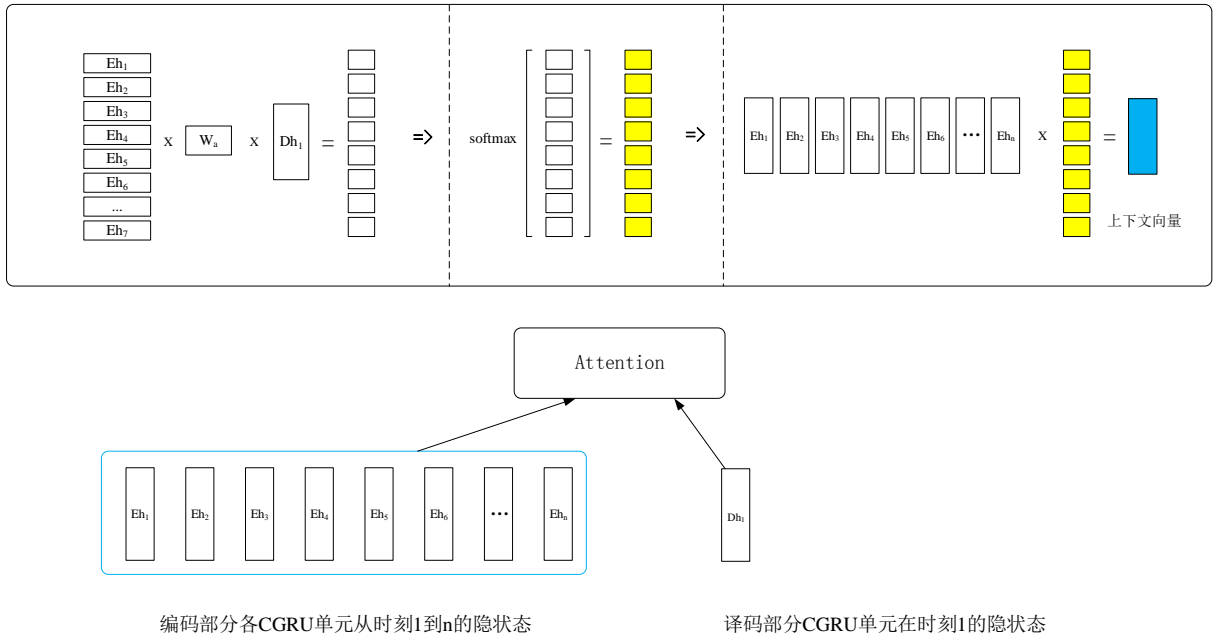 Eh₁
Eh₂
Eh₃
Eh₄
Eh₅
Eh₆
...
Eh₇
x Wₐ x Dh₁ = =>
softmax = =>
Eh₁ Eh₂ Eh₃ Eh₄ Eh₅ Eh₆ ... Ehₙ x =
上下文向量
Attention
Eh₁ Eh₂ Eh₃ Eh₄ Eh₅ Eh₆ ... Ehₙ
Dh₁
编码部分各CGRU单元从时刻1到n的隐状态
译码部分CGRU单元在时刻1的隐状态